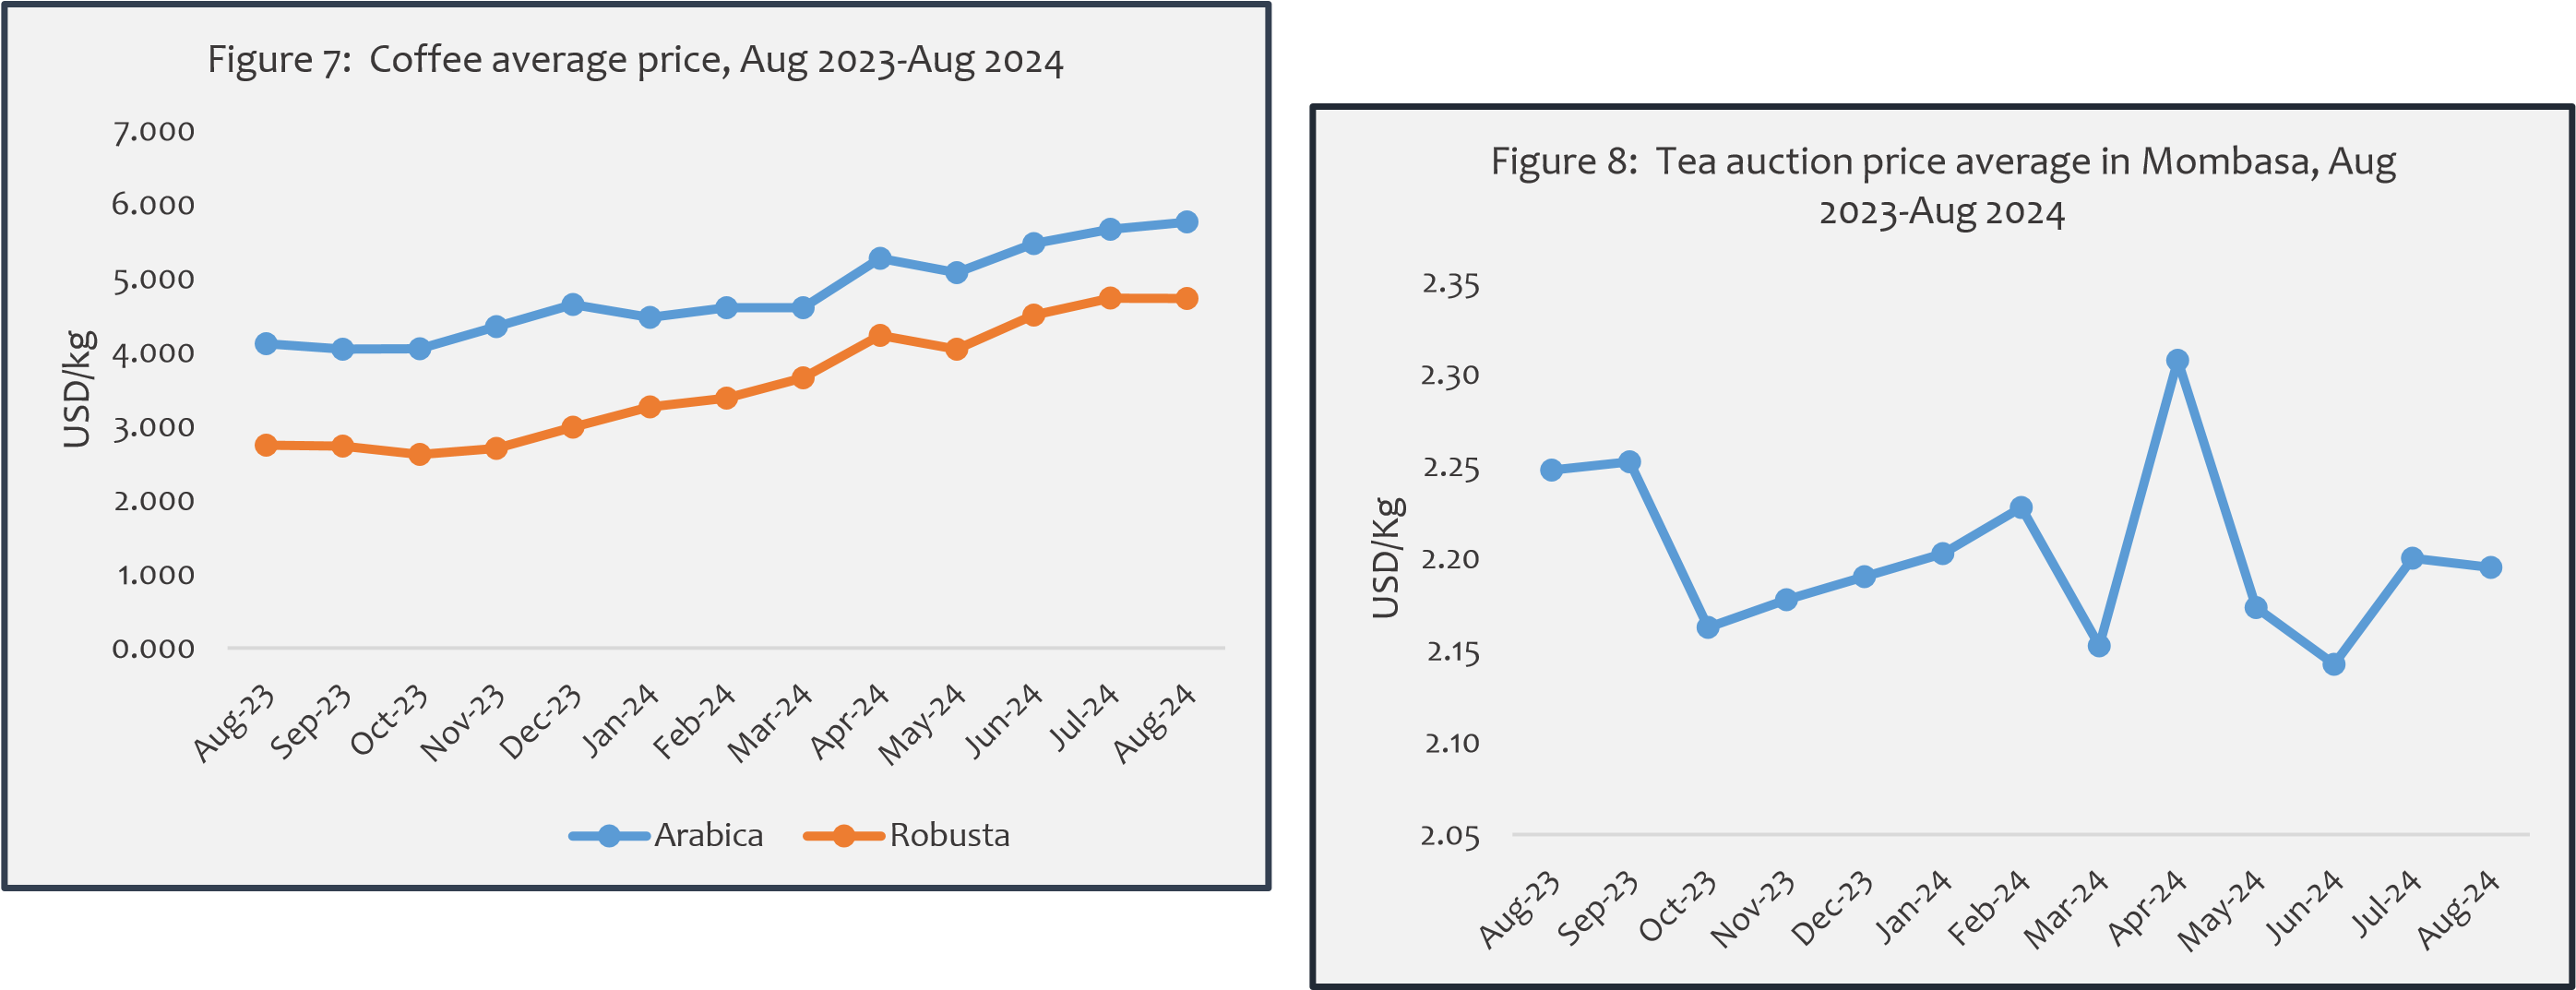 Figure 7:  Coffee average price, Aug 2023-Aug 2024
7.000
6.000
5.000
4.000
3.000
2.000
1.000
0.000
USD/kg
Aug-23
Sep-23
Oct-23
Nov-23
Dec-23
Jan-24
Feb-24
Mar-24
Apr-24
May-24
Jun-24
Jul-24
Aug-24
Arabica
Robusta
Figure 8:  Tea auction price average in Mombasa, Aug
2023-Aug 2024
2.35
2.30
2.25
2.20
2.15
2.10
2.05
USD/Kg
Aug-23
Sep-23
Oct-23
Nov-23
Dec-23
Jan-24
Feb-24
Mar-24
Apr-24
May-24
Jun-24
Jul-24
Aug-24